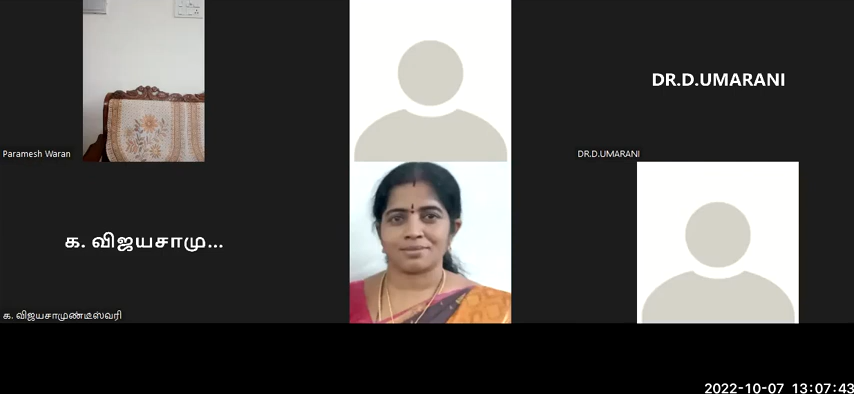 DR.D.UMARANI
Paramesh Waran
DR.D.UMARANI
க. விஜயசாமு...
க. விஜயசாமுண்டீஸ்வரி
2022-10-07 13:07:43